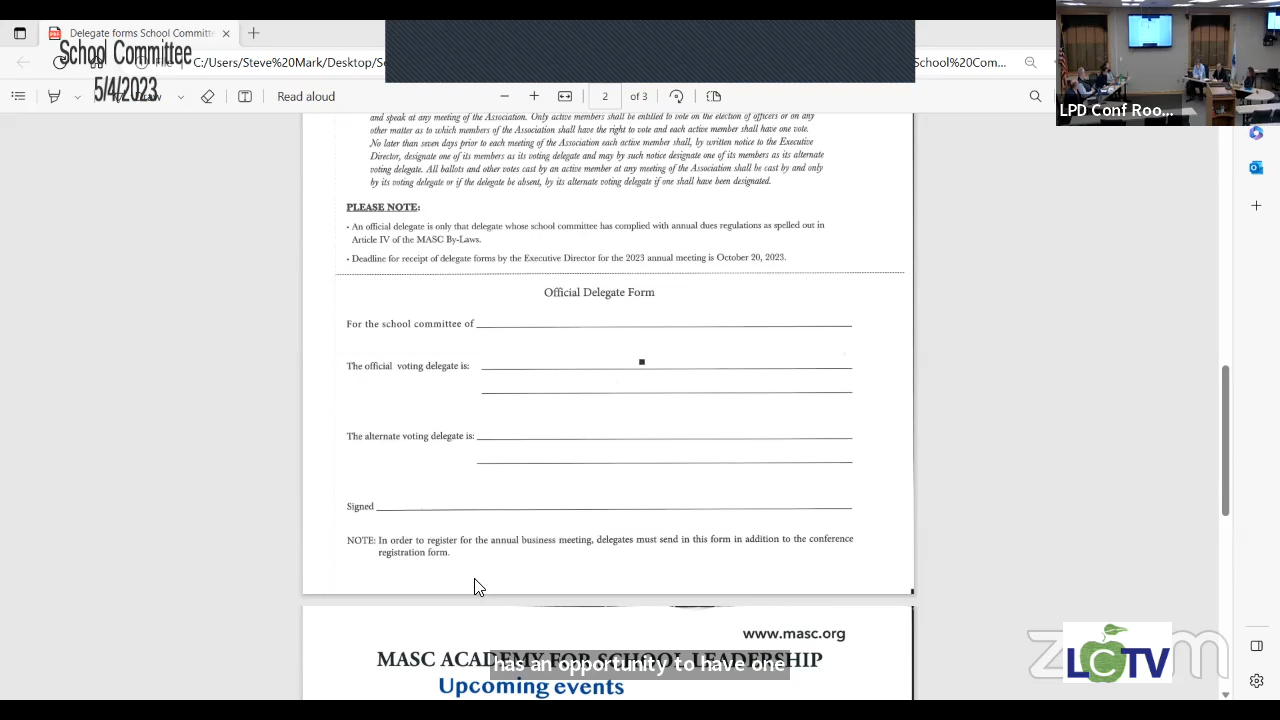 Delegate forms School Committe
School Committee
5/4/2023
File
C:/Users/Steve%20Mark/Desktop/Sc
School%20Com...
Draw
Read aloud
2
of 3
LPD Conf Roo...
and speak at any meeting of the Association. Only active members shall be entitled to vote on the election of officers or on any
other matter as to which members of the Association shall have the right to vote and each active member shall have one vote.
No later than seven days prior to each meeting of the Association each active member shall, by written notice to the Executive
Director, designate one of its members as its voting delegate and may by such notice designate one of its members as its alternate
voting delegate. All ballots and other votes cast by an active member at any meeting of the Association shall be cast by and only
by its voting delegate or if the delegate be absent, by its alternate voting delegate if one shall have been designated.
PLEASE NOTE:
• An official delegate is only that delegate whose school committee has complied with annual dues regulations as spelled out in
Article IV of the MASC By-Laws.
• Deadline for receipt of delegate forms by the Executive Director for the 2023 annual meeting is October 20, 2023.
Official Delegate Form
For the school committee of
The official voting delegate is:
The alternate voting delegate is:
Signed
NOTE: In order to register for the annual business meeting, delegates must send in this form in addition to the conference
registration form.
www.masc.org
MASC ACADEMY FOR SCHOOL LEADERSHIP
has an opportunity to have one
Upcoming events
zoom
LCTV